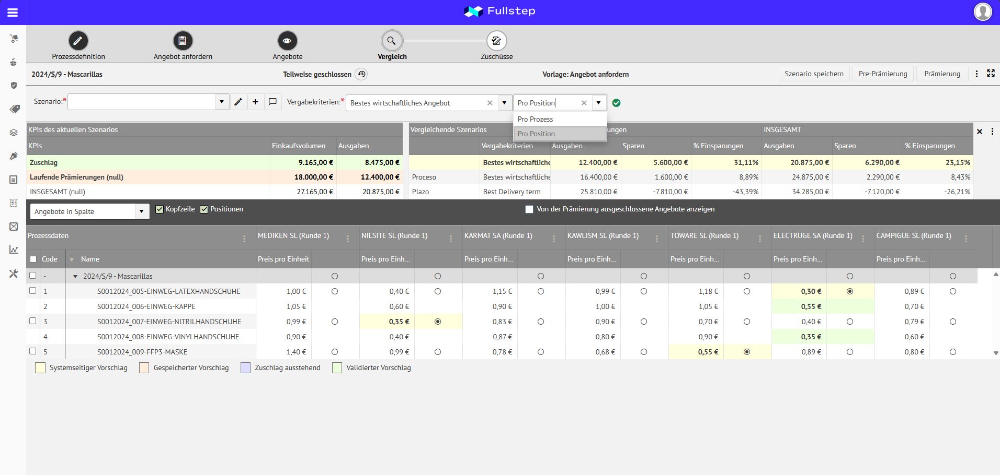 Fullstep
Prozessdefinition Angebot anfordern Angebote Vergleich Zuschüsse
2024/S/9 - Mascarillas Teilweise geschlossen Vorlage: Angebot anfordern Szenario speichern Pre-Prämierung Prämierung
Szenario:* Vergabekriterien:* Bestes wirtschaftliches Angebot Pro Position
Pro Prozess
Pro Position
KPIs des aktuellen Szenarios Vergleichende Szenarios ungen INSGESAMT
KPIs Einkaufsvolumen Ausgaben Vergabekriterien Ausgaben Sparen % Einsparungen Ausgaben Sparen % Einsparungen
Zuschlag 9.165,00 € 8.475,00 € Bestes wirtschaftliche 12.400,00 € 5.600,00 € 31,11% 20.875,00 € 6.290,00 € 23,15%
Laufende Prämierungen (null) 18.000,00 € 12.400,00 € Proceso Bestes wirtschaftliche 16.400,00 € 1.600,00 € 8,89% 24.875,00 € 2.290,00 € 8,43%
INSGESAMT (null) 27.165,00 € 20.875,00 € Plazo Best Delivery term 25.810,00 € -7.810,00 € -43,39% 34.285,00 € -7.120,00 € -26,21%
Angebote in Spalte Kopfzeile Positionen Von der Prämierung ausgeschlossene Angebote anzeigen
Prozessdaten MEDIKEN SL (Runde 1) NILSITE SL (Runde 1) KARMAT SA (Runde 1) KAWLISM SL (Runde 1) TOWARE SL (Runde 1) ELECTRUGE SA (Runde 1) CAMPIGUE SL (Runde 1)
Code Name Preis pro Einheit Preis pro Einh... Preis pro Einh... Preis pro Einh... Preis pro Einh... Preis pro Einh... Preis pro Einh...
- 2024/S/9 - Mascarillas
1 S0012024_005-EINWEG-LATEXHANDSCHUHE 1,00 € 0,40 € 1,15 € 0,99 € 1,18 € 0,30 € 0,89 €
2 S0012024_006-EINWEG-KAPPE 1,05 € 0,60 € 0,90 € 1,00 € 1,05 € 0,55 € 0,70 €
3 S0012024_007-EINWEG-NITRILHANDSCHUHE 0,99 € 0,35 € 0,83 € 0,90 € 0,70 € 0,40 € 0,79 €
4 S0012024_008-EINWEG-VINYLHANDSCHUHE 0,90 € 0,40 € 0,87 € 0,80 € 0,90 € 0,35 € 0,60 €
5 S0012024_009-FFP3-MASKE 1,40 € 0,99 € 0,78 € 0,68 € 0,55 € 0,89 € 0,80 €
Systemseitiger Vorschlag Gespeicherter Vorschlag Zuschlag ausstehend Validierter Vorschlag